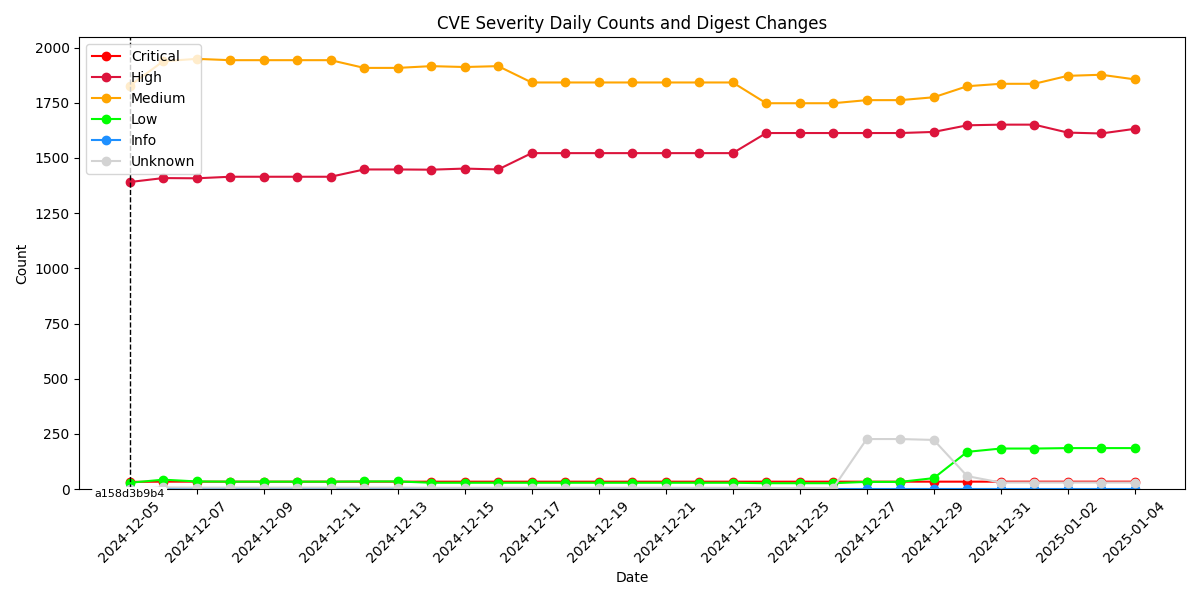 CVE Severity Daily Counts and Digest Changes
Critical
High
Medium
Low
Info
Unknown
2000
1750
1500
1250
1000
750
500
250
0
Count
a158d3b9b4
2024-12-05
2024-12-07
2024-12-09
2024-12-11
2024-12-13
2024-12-15
2024-12-17
2024-12-19
2024-12-21
2024-12-23
2024-12-25
2024-12-27
2024-12-29
2024-12-31
2025-01-02
2025-01-04
Date